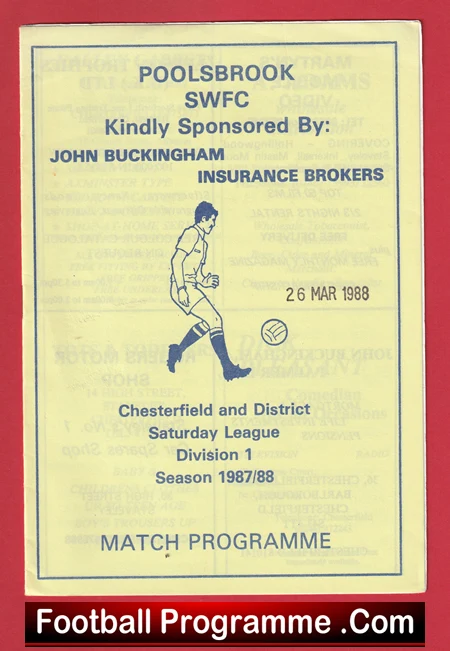 POOLSBROOK
SWFC
Kindly Sponsored By:
JOHN BUCKINGHAM
INSURANCE BROKERS
26 MAR 1988
Chesterfield and District
Saturday League
Division 1
Season 1987/88
MATCH PROGRAMME
Football Programme .Com